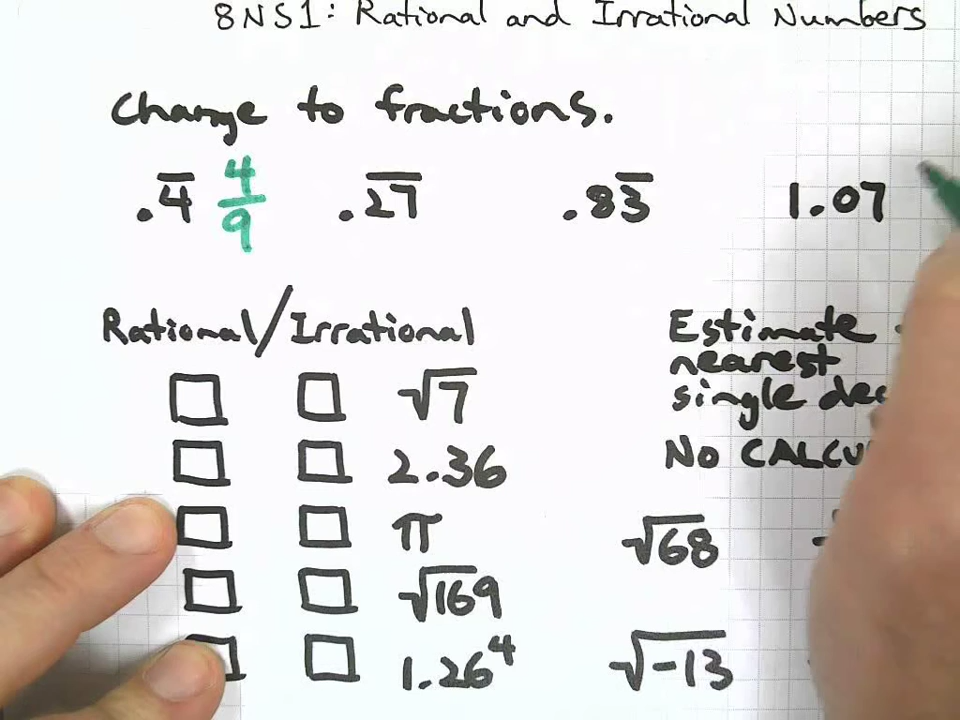 8NS1: Rational and Irrational Numbers
Change to fractions.
.4̅ 4/9 .2̅7̅ .83̅ 1.07
Rational/Irrational
√7
2.36
π
√169
1.26⁴
Estimate
nearest
single
No
√68
√-13